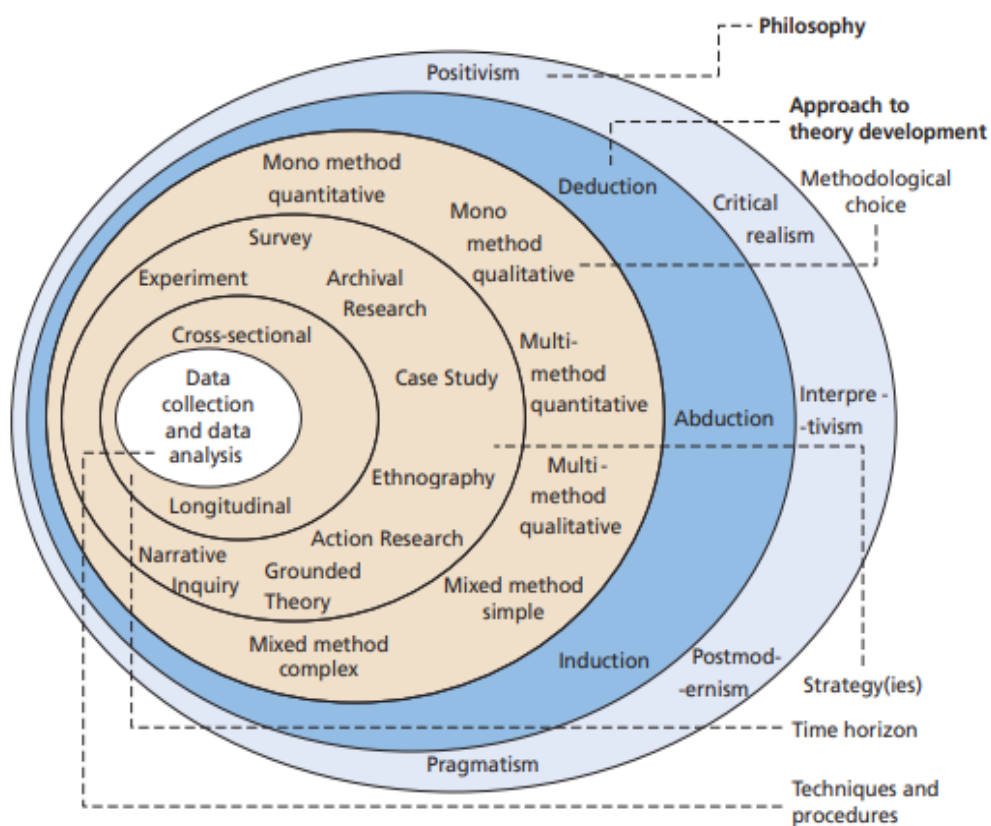 Philosophy
Positivism
Approach to
theory development
Mono method
quantitative
Deduction
Methodological
choice
Critical
realism
Mono
method
qualitative
Survey
Experiment
Archival
Research
Cross-sectional
Multi-
method
quantitative
Case Study
Data
collection
and data
analysis
Interpre -
-tivism
Abduction
Multi-
method
qualitative
Ethnography
Longitudinal
Action Research
Narrative
Inquiry
Grounded
Theory
Mixed method
simple
Mixed method
complex
Induction
Postmod-
-ernism
Strategy(ies)
Time horizon
Pragmatism
Techniques and
procedures